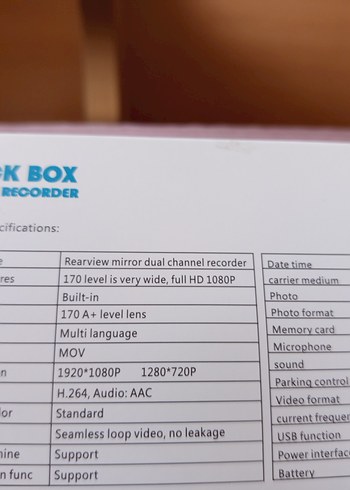 CK BOX
RECORDER
cifications:
e Rearview mirror dual channel recorder
res 170 level is very wide, full HD 1080P
Built-in
170 A+ level lens
Multi language
MOV
n 1920*1080P 1280*720P
H.264, Audio: AAC
lor Standard
Seamless loop video, no leakage
nine Support
n func Support
Date time
carrier medium
Photo
Photo format
Memory card
Microphone
sound
Parking control
Video format
current frequen
USB function
Power interface
Battery